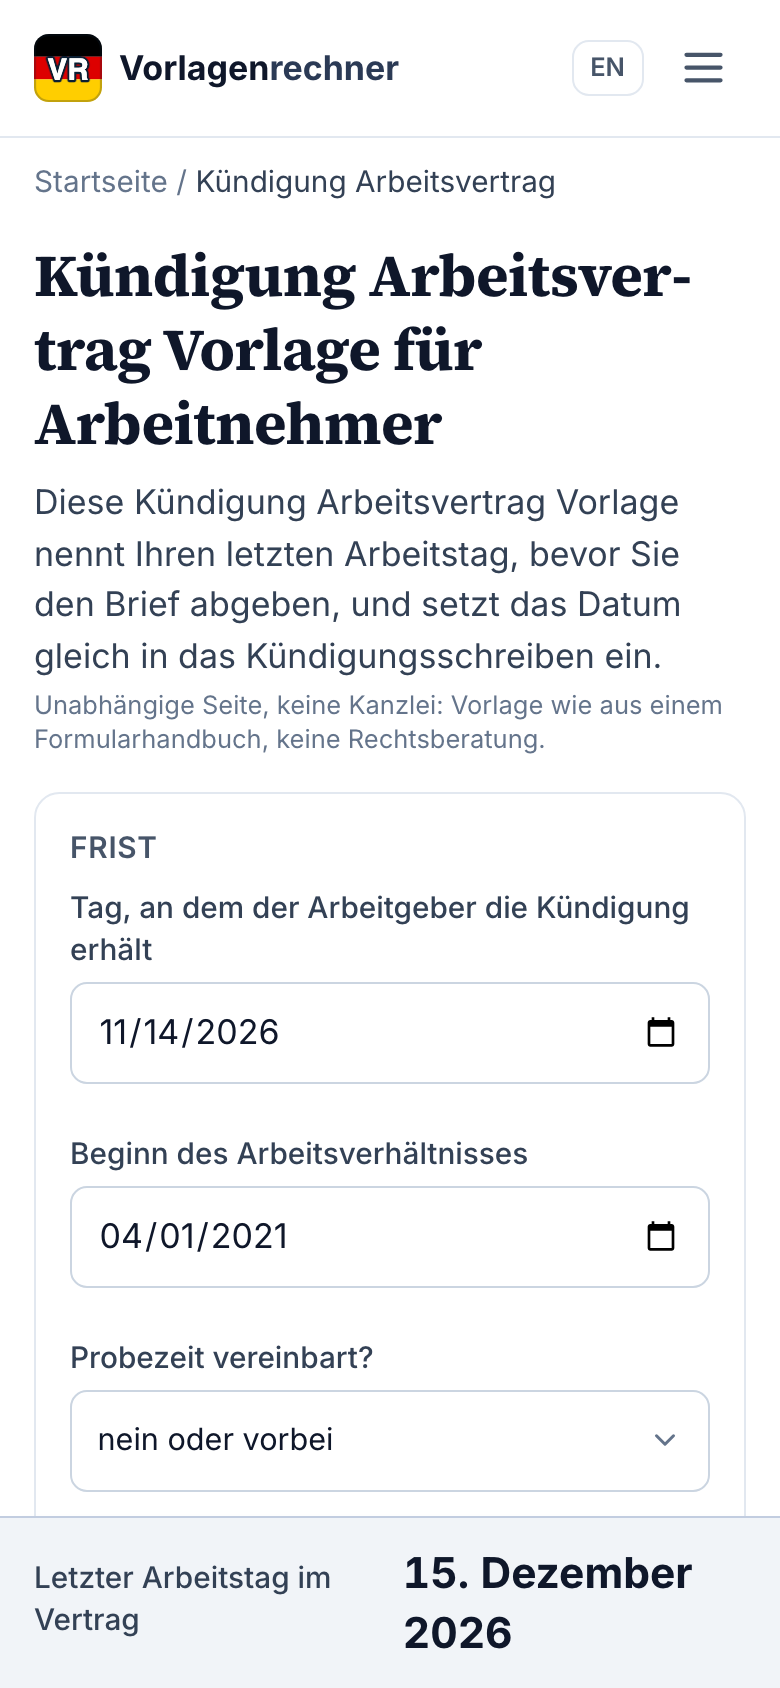 VR
Vorlagenrechner
EN
Startseite / Kündigung Arbeitsvertrag
Kündigung Arbeitsver-
trag Vorlage für
Arbeitnehmer
Diese Kündigung Arbeitsvertrag Vorlage
nennt Ihren letzten Arbeitstag, bevor Sie
den Brief abgeben, und setzt das Datum
gleich in das Kündigungsschreiben ein.
Unabhängige Seite, keine Kanzlei: Vorlage wie aus einem
Formularhandbuch, keine Rechtsberatung.
FRIST
Tag, an dem der Arbeitgeber die Kündigung
erhält
11/14/2026
Beginn des Arbeitsverhältnisses
04/01/2021
Probezeit vereinbart?
nein oder vorbei
Letzter Arbeitstag im
Vertrag
15. Dezember
2026